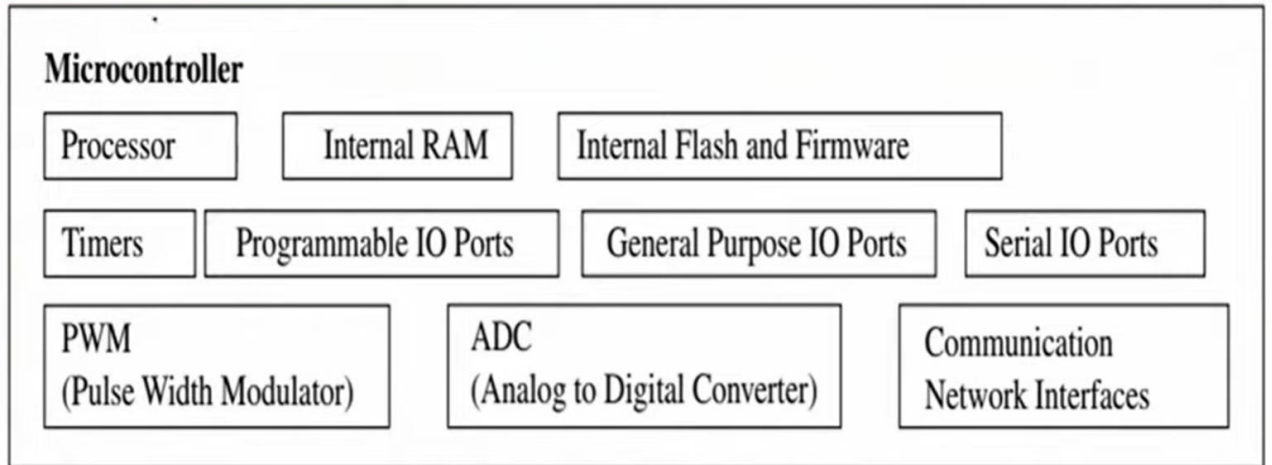 Microcontroller
Processor
Internal RAM
Internal Flash and Firmware
Timers
Programmable IO Ports
General Purpose IO Ports
Serial IO Ports
PWM
(Pulse Width Modulator)
ADC
(Analog to Digital Converter)
Communication
Network Interfaces